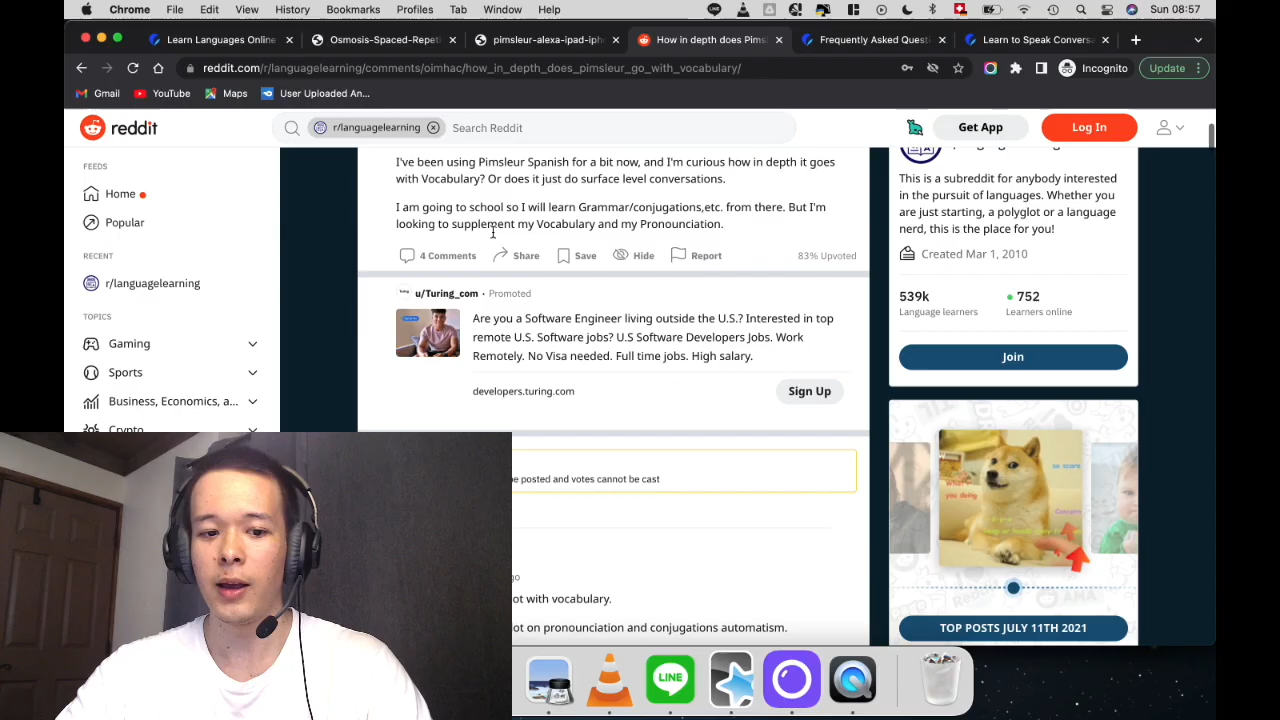 Chrome File Edit View History Bookmarks Profiles Tab Window Help Sun 08:57
Learn Languages Online Osmosis-Spaced-Repeti pimsleur-alexa-ipad-iph How in depth does Pims Frequently Asked Quest Learn to Speak Conversa
reddit.com/r/languagelearning/comments/oimhac/how_in_depth_does_pimsleur_go_with_vocabulary/ Incognito Update
Gmail YouTube Maps User Uploaded An...
reddit r/languagelearning Search Reddit Get App Log In
FEEDS
Home
Popular
RECENT
r/languagelearning
TOPICS
Gaming
Sports
Business, Economics, a...
Crypto
I've been using Pimsleur Spanish for a bit now, and I'm curious how in depth it goes
with Vocabulary? Or does it just do surface level conversations.
I am going to school so I will learn Grammar/conjugations,etc. from there. But I'm
looking to supplement my Vocabulary and my Pronounciation.
4 Comments Share Save Hide Report 83% Upvoted
u/Turing_com • Promoted
Are you a Software Engineer living outside the U.S.? Interested in top
remote U.S. Software jobs? U.S Software Developers Jobs. Work
Remotely. No Visa needed. Full time jobs. High salary.
developers.turing.com Sign Up
be posted and votes cannot be cast
go
ot with vocabulary.
ot on pronounciation and conjugations automatism.
This is a subreddit for anybody interested
in the pursuit of languages. Whether you
are just starting, a polyglot or a language
nerd, this is the place for you!
Created Mar 1, 2010
539k 752
Language learners Learners online
Join
TOP POSTS JULY 11TH 2021
LINE